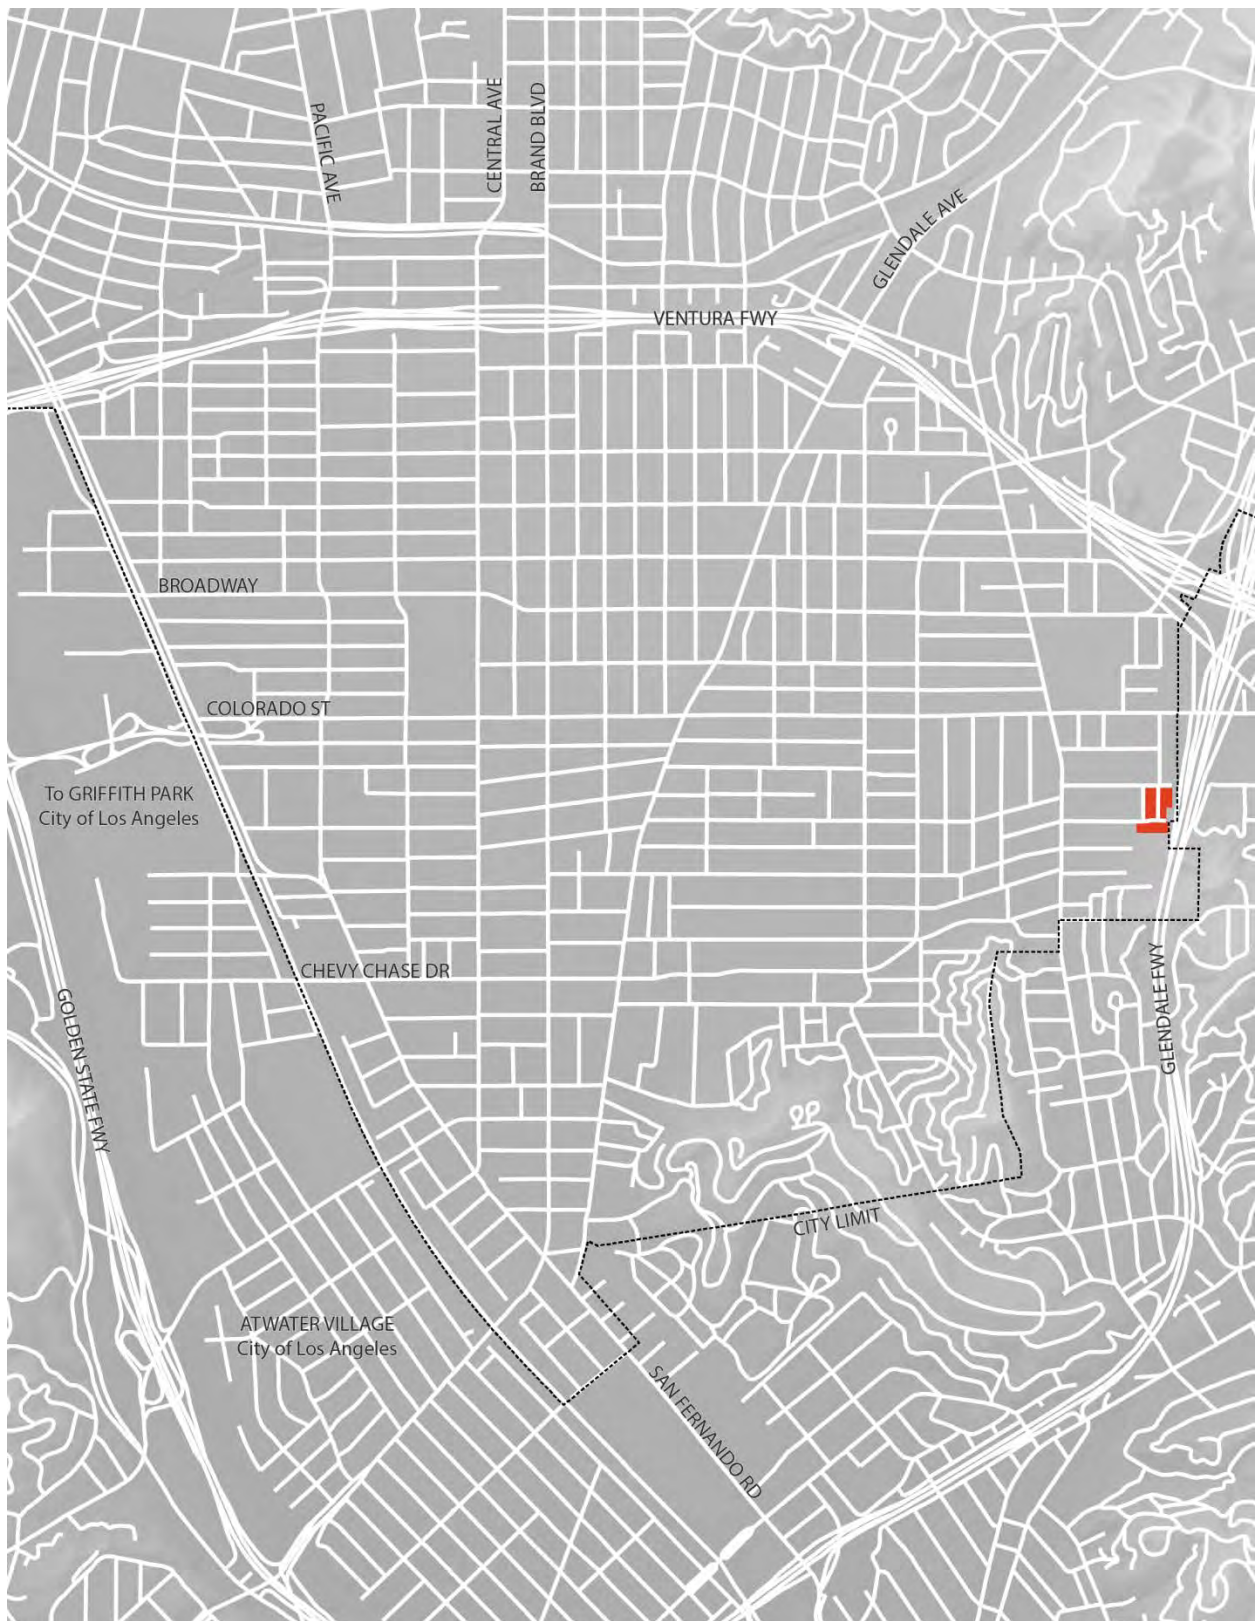 PACIFIC AVE
CENTRAL AVE
BRAND BLVD
GLENDALE AVE
VENTURA FWY
BROADWAY
COLORADO ST
To GRIFFITH PARK
City of Los Angeles
CHEVY CHASE DR
GLENDALE FWY
GOLDEN STATE FWY
CITY LIMIT
ATWATER VILLAGE
City of Los Angeles
SAN FERNANDO RD